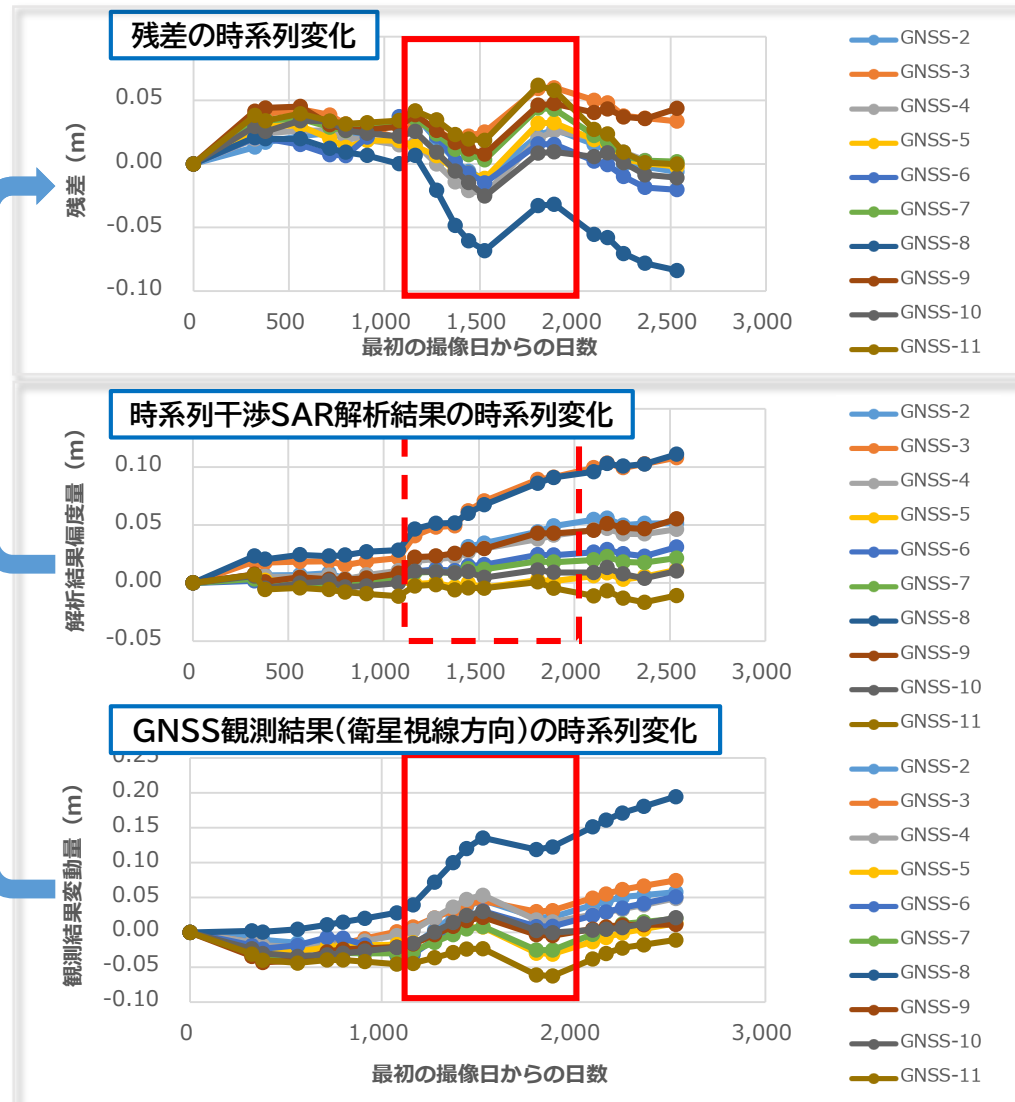 残差の時系列変化
残差（m）
0.05
0.00
-0.05
-0.10
0 500 1,000 1,500 2,000 2,500 3,000
最初の撮像日からの日数
GNSS-2
GNSS-3
GNSS-4
GNSS-5
GNSS-6
GNSS-7
GNSS-8
GNSS-9
GNSS-10
GNSS-11
時系列干渉SAR解析結果の時系列変化
解析結果偏度量（m）
0.10
0.05
0.00
-0.05
0 500 1,000 1,500 2,000 2,500 3,000
GNSS-2
GNSS-3
GNSS-4
GNSS-5
GNSS-6
GNSS-7
GNSS-8
GNSS-9
GNSS-10
GNSS-11
GNSS観測結果（衛星視線方向）の時系列変化
観測結果変動量（m）
0.25
0.20
0.15
0.10
0.05
0.00
-0.05
-0.10
0 1,000 1,500 2,000 2,500 3,000
最初の撮像日からの日数
GNSS-2
GNSS-3
GNSS-4
GNSS-5
GNSS-6
GNSS-7
GNSS-8
GNSS-9
GNSS-10
GNSS-11